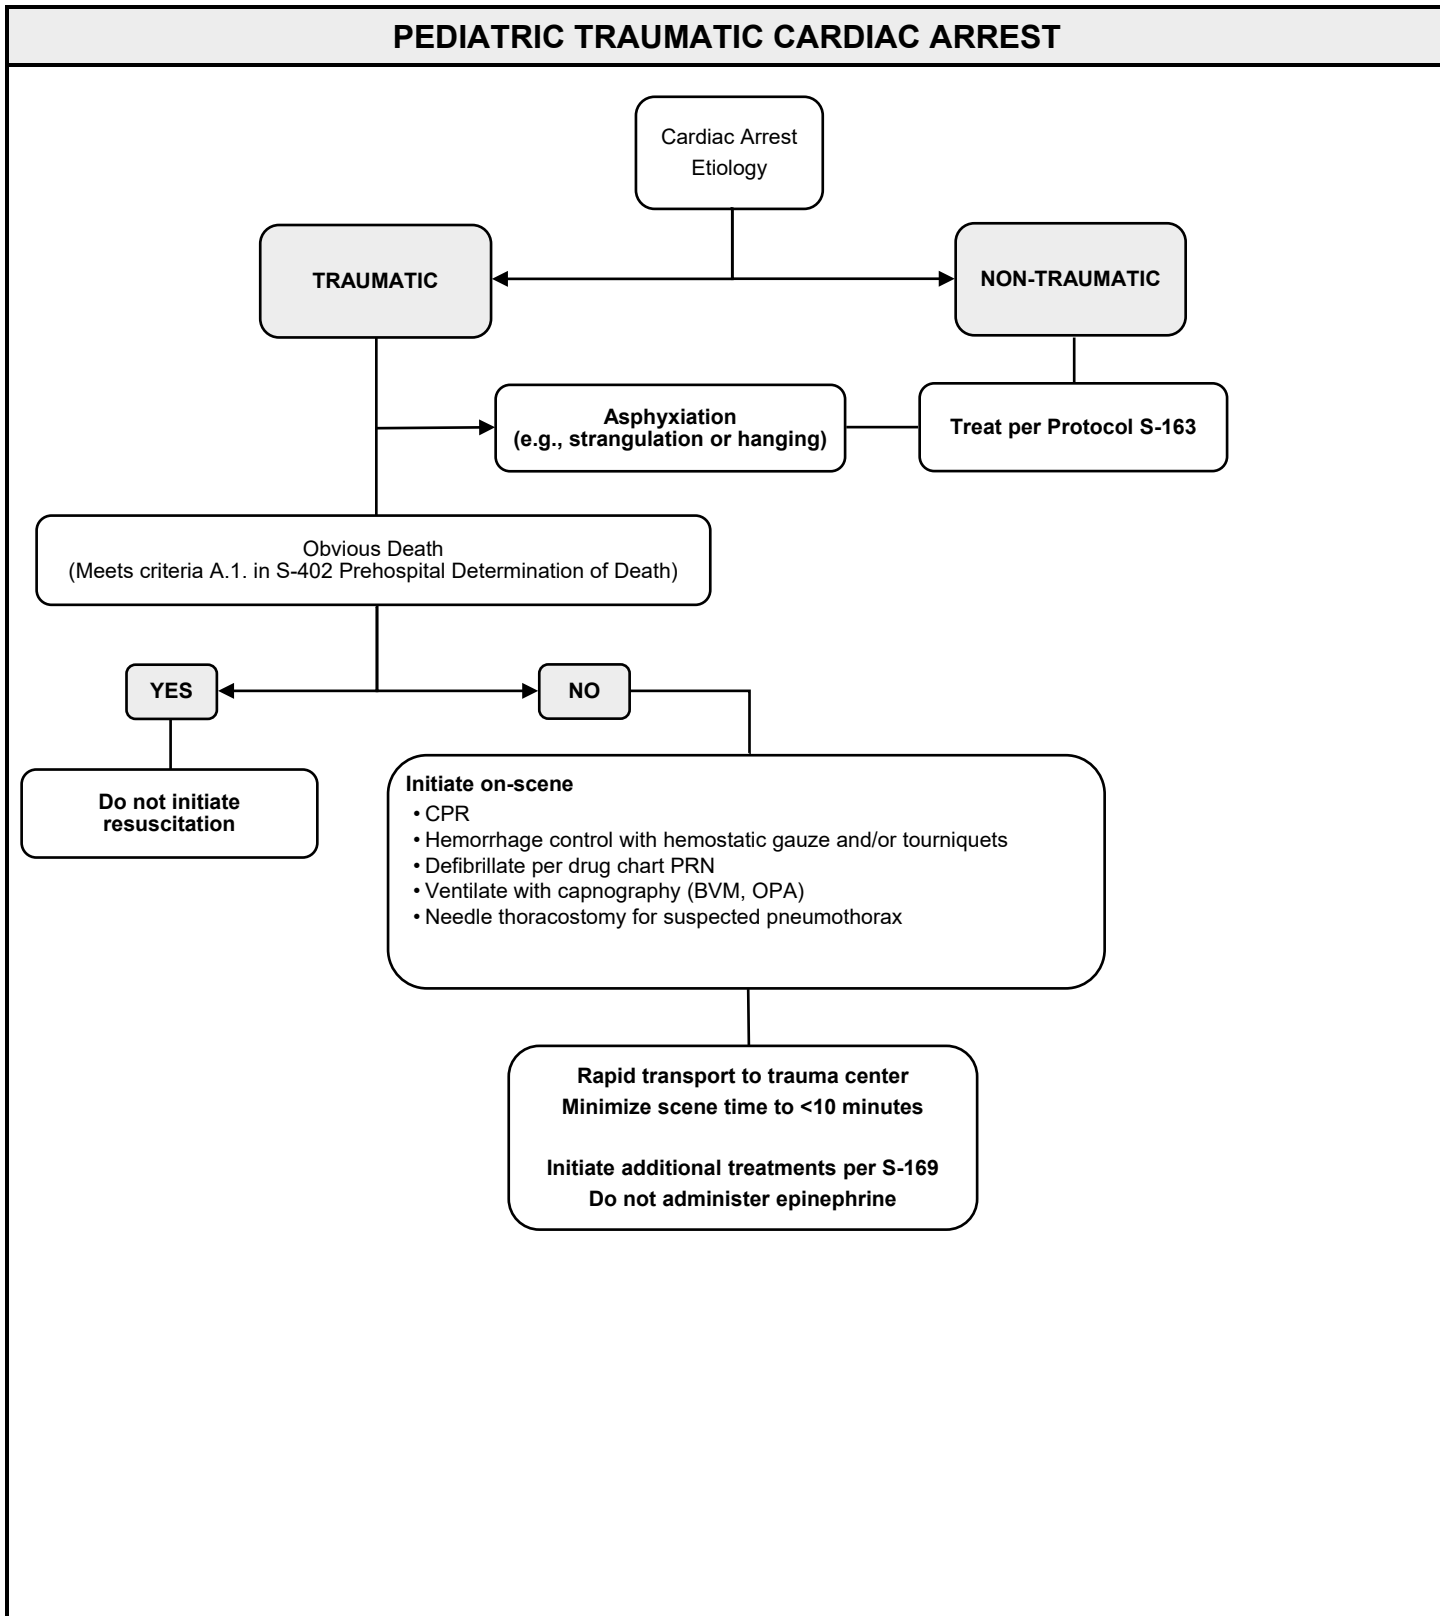 PEDIATRIC TRAUMATIC CARDIAC ARREST
Cardiac Arrest
Etiology
TRAUMATIC
NON-TRAUMATIC
Asphyxiation
(e.g., strangulation or hanging)
Treat per Protocol S-163
Obvious Death
(Meets criteria A.1. in S-402 Prehospital Determination of Death)
YES
NO
Do not initiate
resuscitation
Initiate on-scene
• CPR
• Hemorrhage control with hemostatic gauze and/or tourniquets
• Defibrillate per drug chart PRN
• Ventilate with capnography (BVM, OPA)
• Needle thoracostomy for suspected pneumothorax
Rapid transport to trauma center
Minimize scene time to <10 minutes
Initiate additional treatments per S-169
Do not administer epinephrine